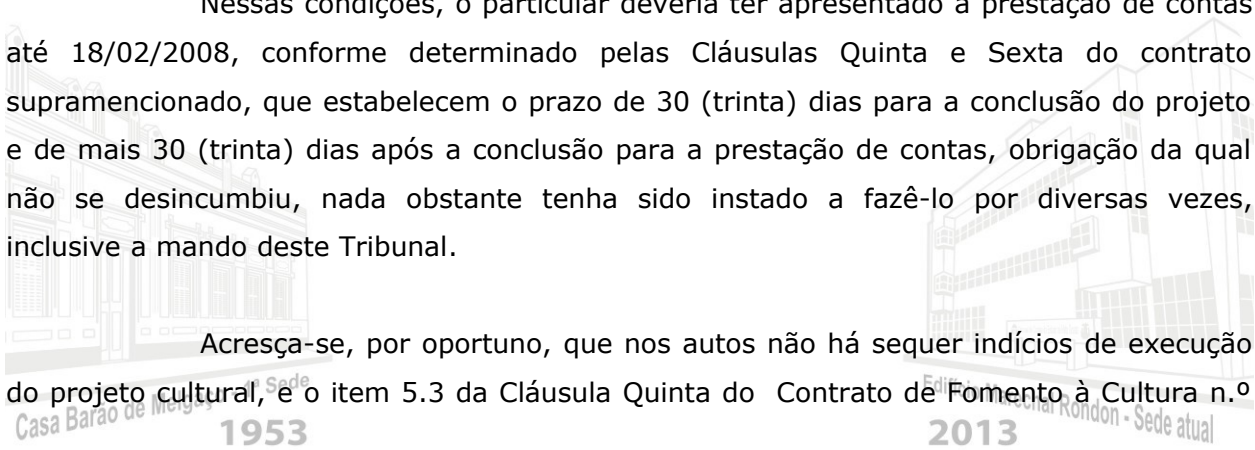 Nessas condições, o particular deveria ter apresentado a prestação de contas
até 18/02/2008, conforme determinado pelas Cláusulas Quinta e Sexta do contrato
supramencionado, que estabelecem o prazo de 30 (trinta) dias para a conclusão do projeto
e de mais 30 (trinta) dias após a conclusão para a prestação de contas, obrigação da qual
não se desincumbiu, nada obstante tenha sido instado a fazê-lo por diversas vezes,
inclusive a mando deste Tribunal.
Acresça-se, por oportuno, que nos autos não há sequer indícios de execução
do projeto cultural, e o item 5.3 da Cláusula Quinta do Contrato de Fomento à Cultura n.º
Casa Barão de Melgaço - 1ª Sede
1953
Edifício Marechal Rondon - Sede atual
2013